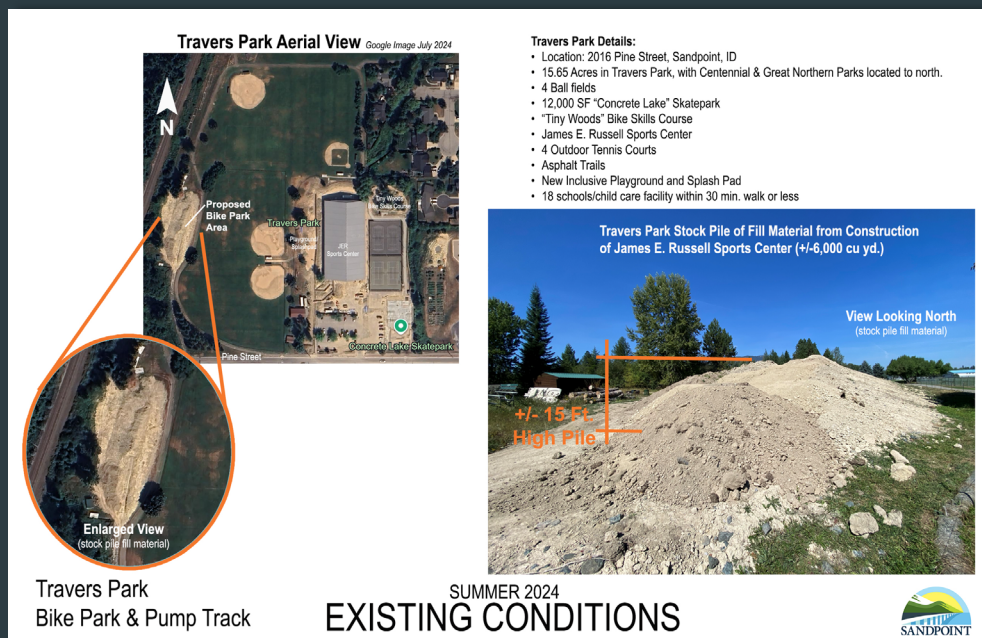 Travers Park Aerial View Google Image July 2024
N
Proposed
Bike Park
Area
Travers Park
Playground/
Splashpad
JER
Sports Center
Tiny Woods
Bike Skills Course
Concrete Lake Skatepark
Pine Street
Enlarged View
(stock pile fill material)
Travers Park Details:
• Location: 2016 Pine Street, Sandpoint, ID
• 15.65 Acres in Travers Park, with Centennial & Great Northern Parks located to north.
• 4 Ball fields
• 12,000 SF “Concrete Lake” Skatepark
• “Tiny Woods” Bike Skills Course
• James E. Russell Sports Center
• 4 Outdoor Tennis Courts
• Asphalt Trails
• New Inclusive Playground and Splash Pad
• 18 schools/child care facility within 30 min. walk or less
Travers Park Stock Pile of Fill Material from Construction
of James E. Russell Sports Center (+/-6,000 cu yd.)
View Looking North
(stock pile fill material)
+/- 15 Ft.
High Pile
Travers Park
Bike Park & Pump Track
SUMMER 2024
EXISTING CONDITIONS
SANDPOINT